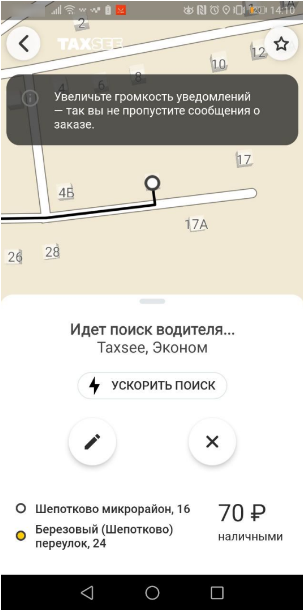 14:10
2
TAXSEE
12
10
8
Увеличьте громкость уведомлений
— так вы не пропустите сообщения о
заказе.
17
4Б
17А
28
26
Идет поиск водителя...
Taxsee, Эконом
УСКОРИТЬ ПОИСК
Шепотково микрорайон, 16
70 ₽
Березовый (Шепотково)
наличными
переулок, 24